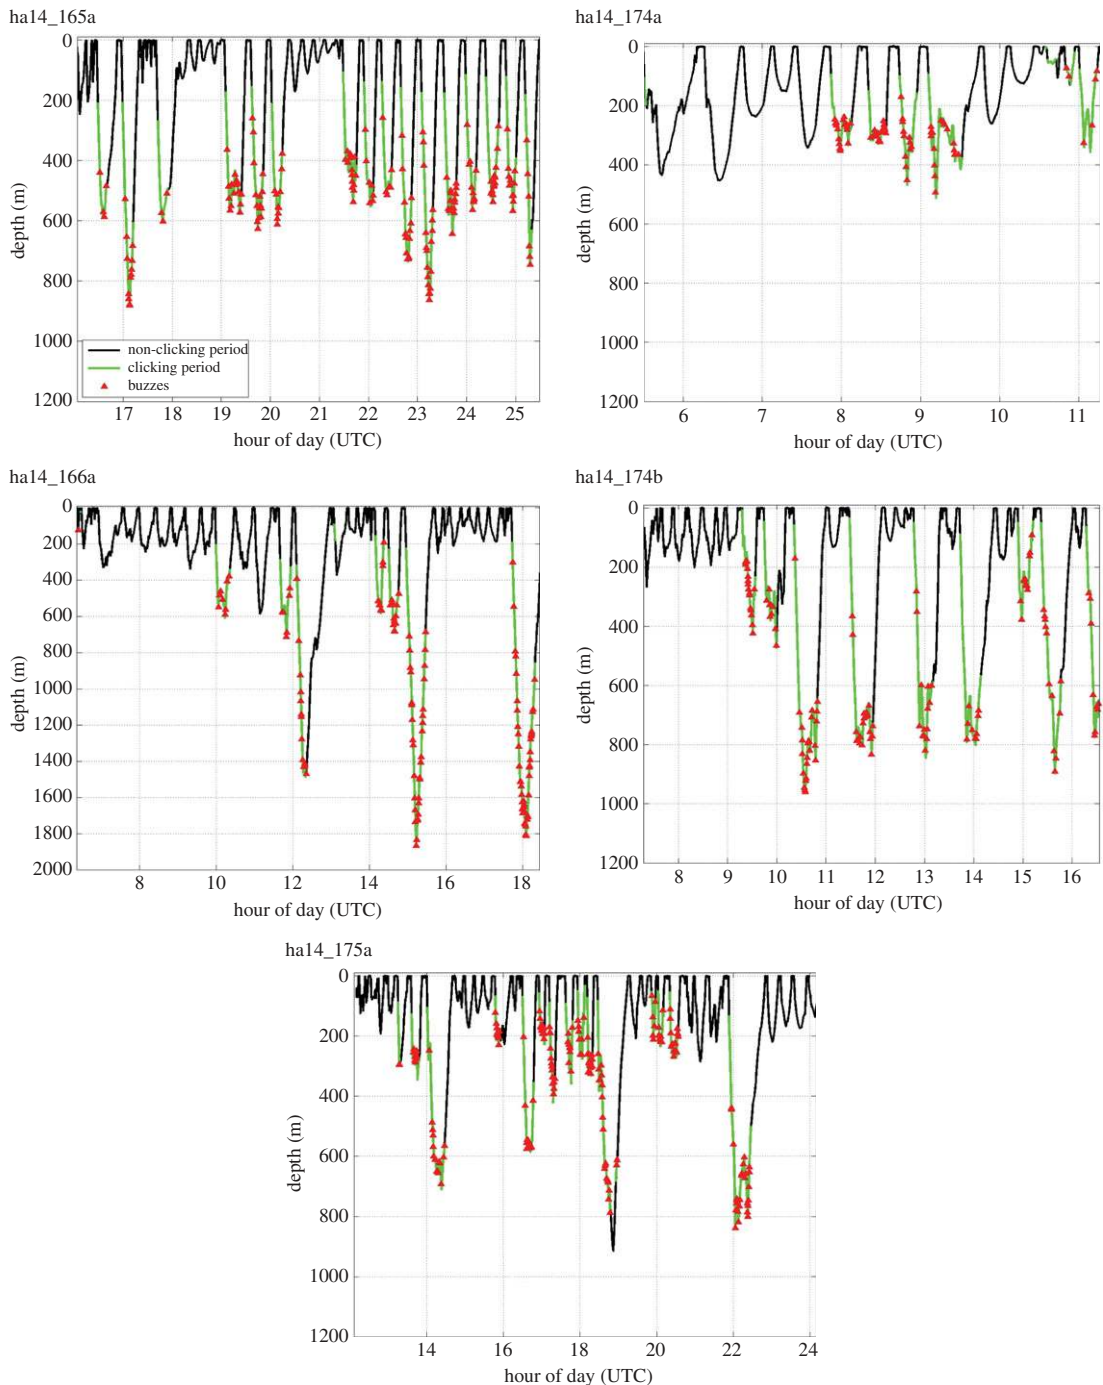 ha14_165a
0
200
400
600
800
1000
1200
depth (m)
non-clicking period
clicking period
buzzes
17 18 19 20 21 22 23 24 25
hour of day (UTC)
ha14_174a
0
200
400
600
800
1000
1200
depth (m)
6 7 8 9 10 11
hour of day (UTC)
ha14_166a
0
200
400
600
800
1000
1200
1400
1600
1800
2000
depth (m)
8 10 12 14 16 18
hour of day (UTC)
ha14_174b
0
200
400
600
800
1000
1200
depth (m)
8 9 10 11 12 13 14 15 16
hour of day (UTC)
ha14_175a
0
200
400
600
800
1000
1200
depth (m)
14 16 18 20 22 24
hour of day (UTC)